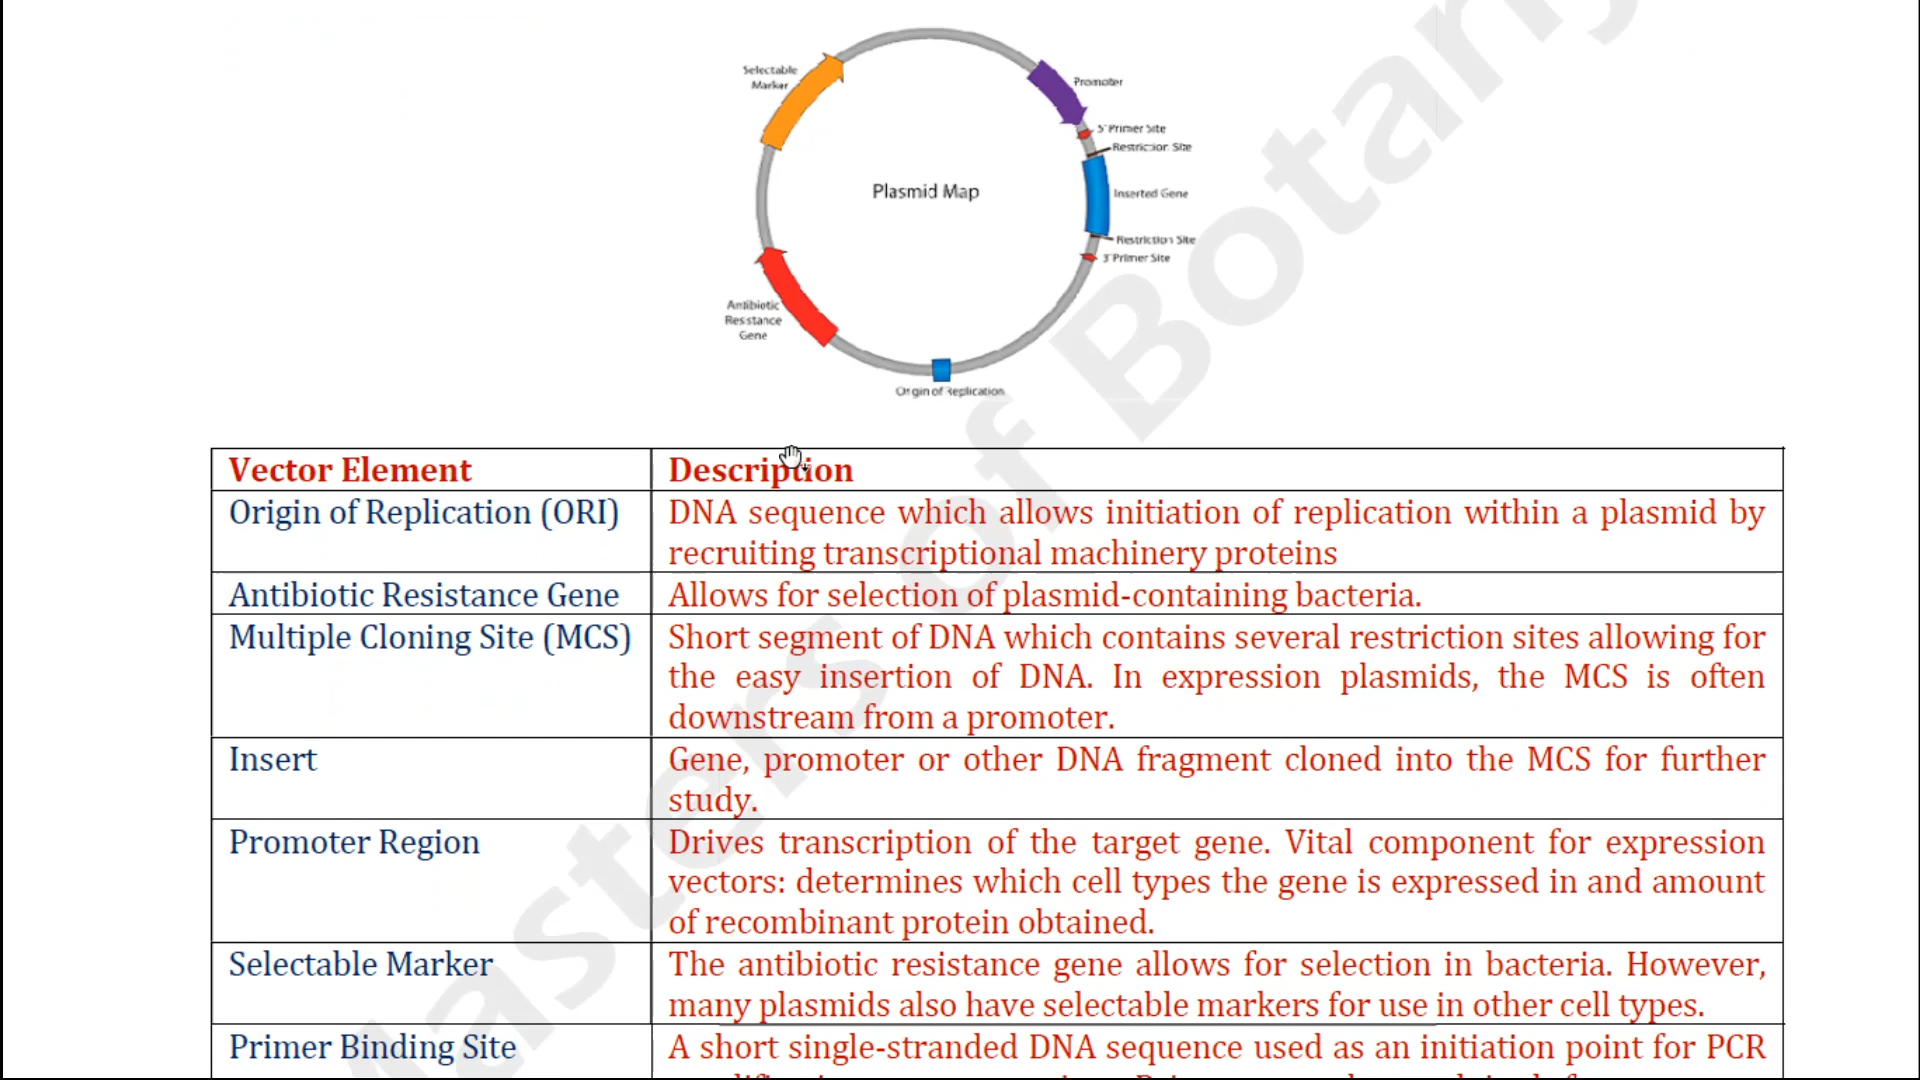 Selectable
Marker
Promoter
5' Primer Site
Restriction Site
Plasmid Map
Inserted Gene
Restriction Site
3' Primer Site
Antibiotic
Resistance
Gene
Origin of Replication
Vector Element Description
Origin of Replication (ORI) DNA sequence which allows initiation of replication within a plasmid by
recruiting transcriptional machinery proteins
Antibiotic Resistance Gene Allows for selection of plasmid-containing bacteria.
Multiple Cloning Site (MCS) Short segment of DNA which contains several restriction sites allowing for
the easy insertion of DNA. In expression plasmids, the MCS is often
downstream from a promoter.
Insert Gene, promoter or other DNA fragment cloned into the MCS for further
study.
Promoter Region Drives transcription of the target gene. Vital component for expression
vectors: determines which cell types the gene is expressed in and amount
of recombinant protein obtained.
Selectable Marker The antibiotic resistance gene allows for selection in bacteria. However,
many plasmids also have selectable markers for use in other cell types.
Primer Binding Site A short single-stranded DNA sequence used as an initiation point for PCR
Masters of Botany